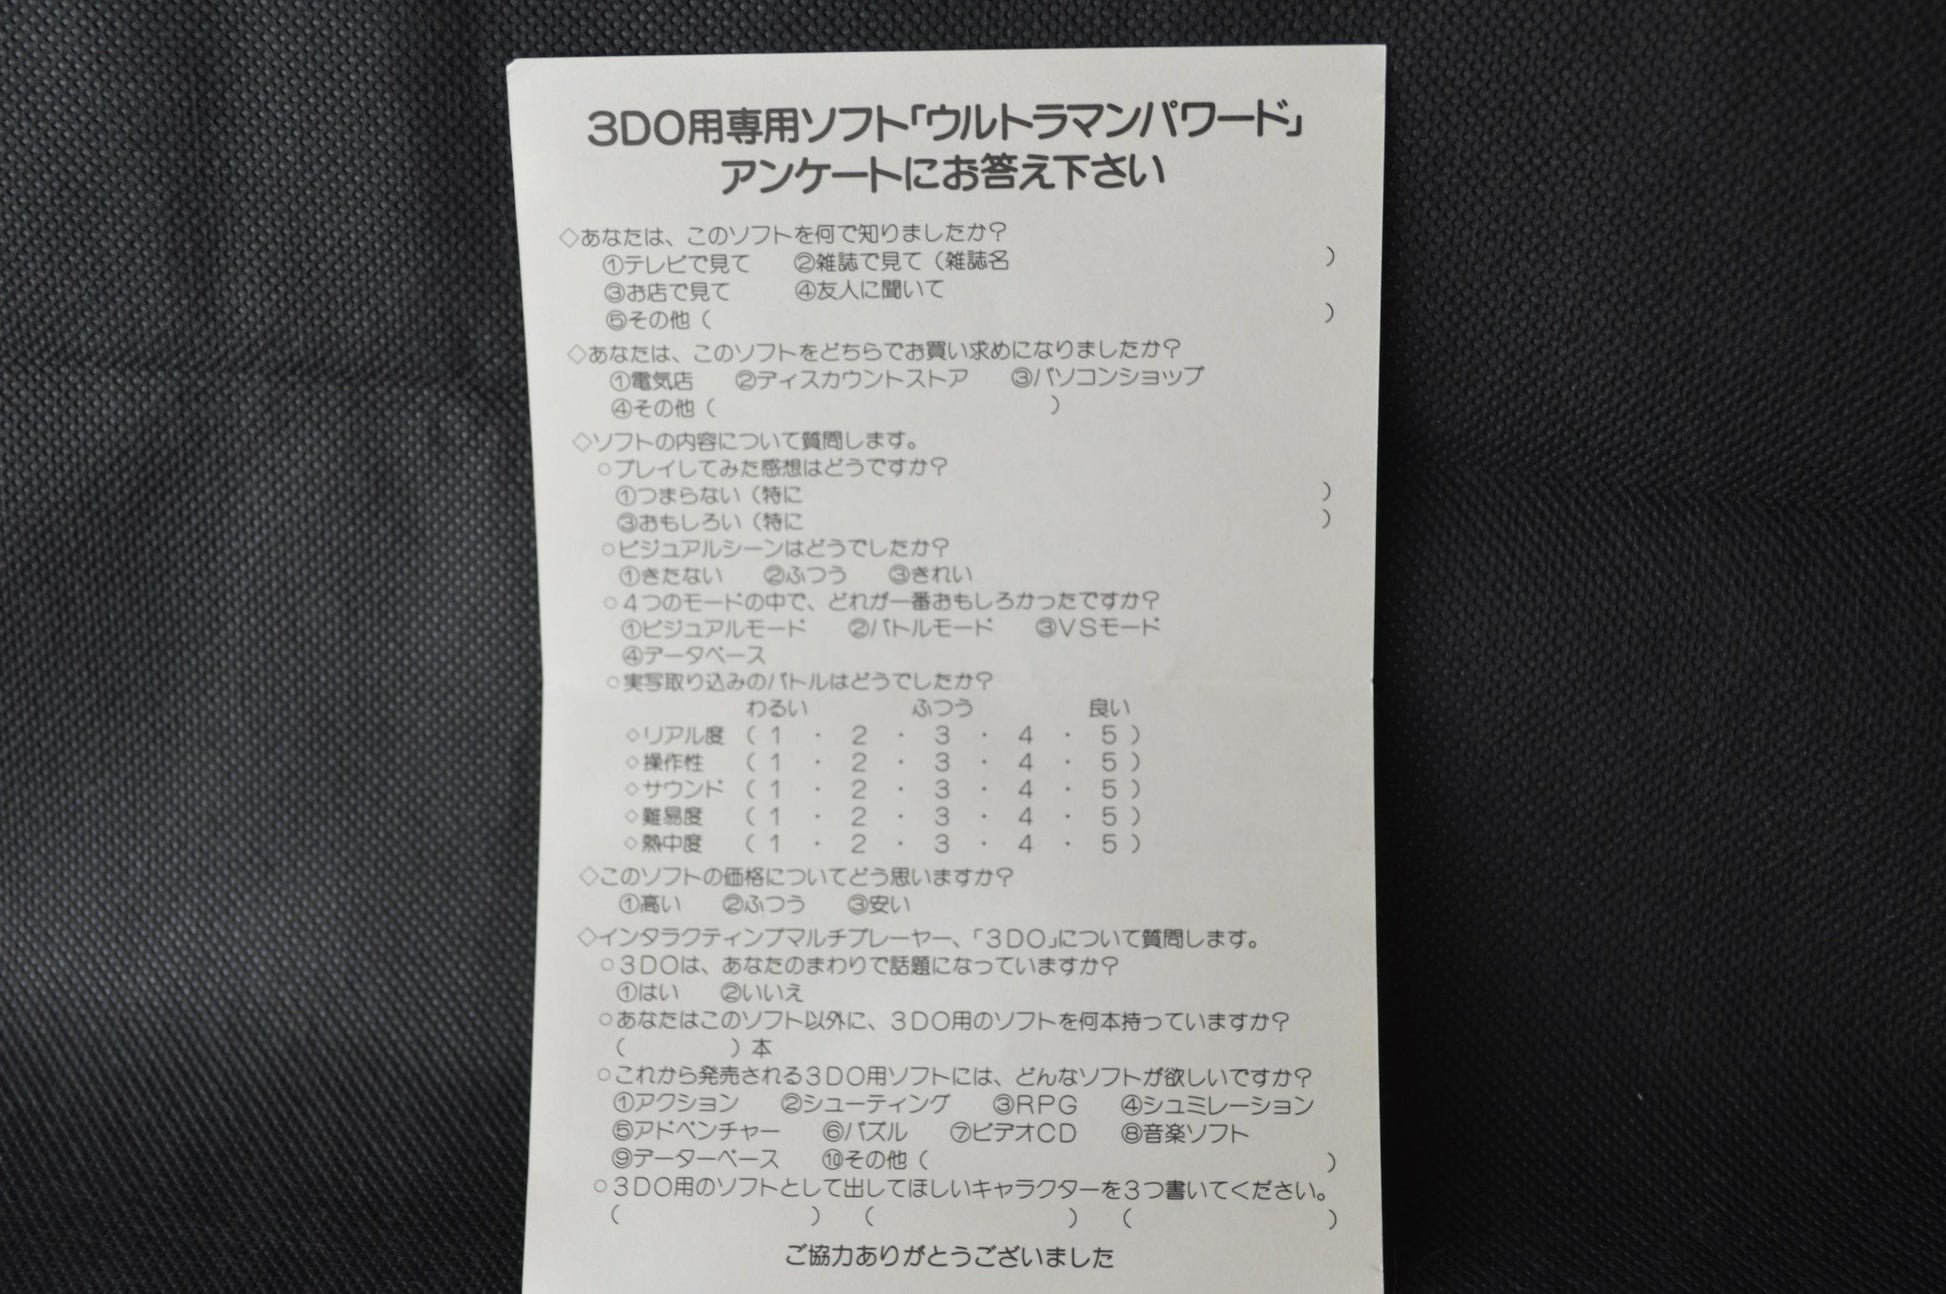 3DO用専用ソフト「ウルトラマンパワード」
アンケートにお答え下さい
◇あなたは、このソフトを何で知りましたか？
①テレビで見て　②雑誌で見て（雑誌名　）
③お店で見て　④友人に聞いて
⑤その他（　）
◇あなたは、このソフトをどちらでお買い求めになりましたか？
①電気店　②ディスカウントストア　③パソコンショップ
④その他（　）
◇ソフトの内容について質問します。
○プレイしてみた感想はどうですか？
①つまらない（特に　）
③おもしろい（特に　）
○ビジュアルシーンはどうでしたか？
①きたない　②ふつう　③きれい
○４つのモードの中で、どれが一番おもしろかったですか？
①ビジュアルモード　②バトルモード　③ＶＳモード
④データベース
○実写取り込みのバトルはどうでしたか？
わるい　ふつう　良い
◇リアル度（１・２・３・４・５）
◇操作性（１・２・３・４・５）
◇サウンド（１・２・３・４・５）
◇難易度（１・２・３・４・５）
◇熱中度（１・２・３・４・５）
◇このソフトの価格についてどう思いますか？
①高い　②ふつう　③安い
◇インタラクティブマルチプレーヤー、「３ＤＯ」について質問します。
○３ＤＯは、あなたのまわりで話題になっていますか？
①はい　②いいえ
○あなたはこのソフト以外に、３ＤＯ用のソフトを何本持っていますか？
（　）本
○これから発売される３ＤＯ用ソフトには、どんなソフトが欲しいですか？
①アクション　②シューティング　③ＲＰＧ　④シュミレーション
⑤アドベンチャー　⑥パズル　⑦ビデオＣＤ　⑧音楽ソフト
⑨データーベース　⑩その他（　）
○３ＤＯ用のソフトとして出してほしいキャラクターを３つ書いてください。
（　）（　）（　）
ご協力ありがとうございました